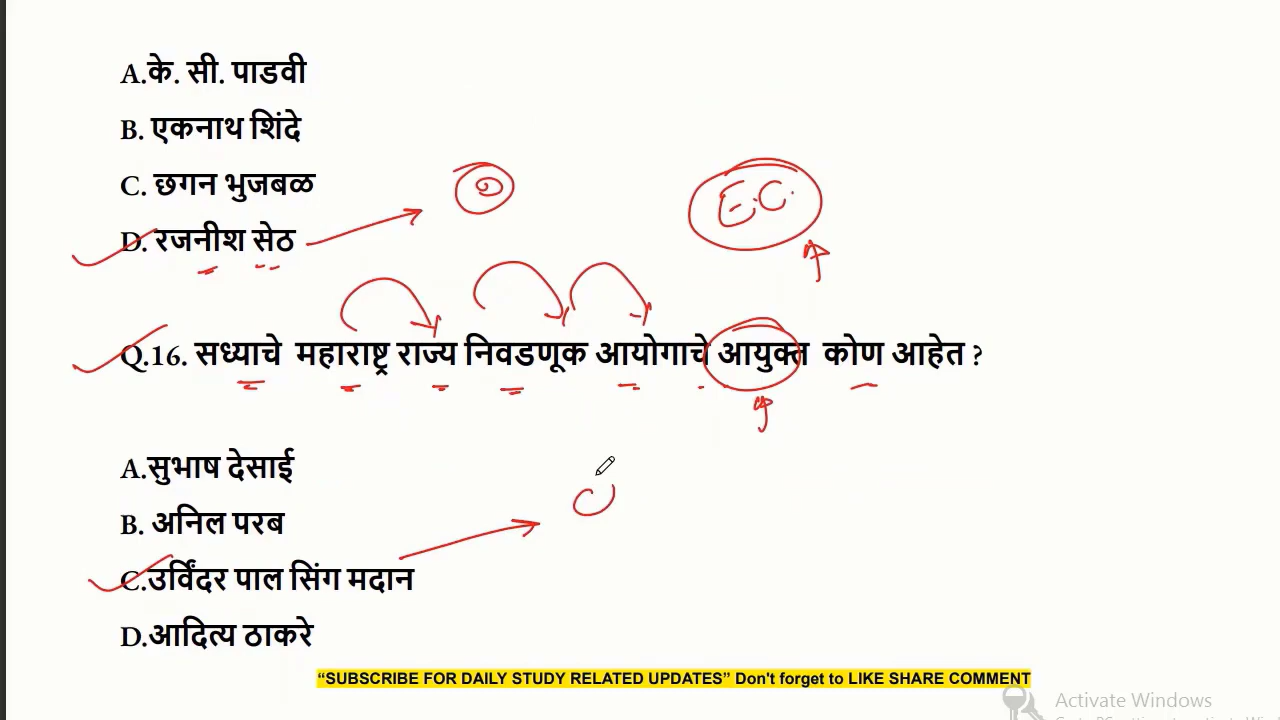 A.के. सी. पाडवी
B. एकनाथ शिंदे
C. छगन भुजबळ
D. रजनीश सेठ
E.C.
Q.16. सध्याचे महाराष्ट्र राज्य निवडणूक आयोगाचे आयुक्त कोण आहेत ?
A.सुभाष देसाई
B. अनिल परब
C.उर्विंदर पाल सिंग मदान
D.आदित्य ठाकरे
“SUBSCRIBE FOR DAILY STUDY RELATED UPDATES” Don't forget to LIKE SHARE COMMENT
Activate Windows